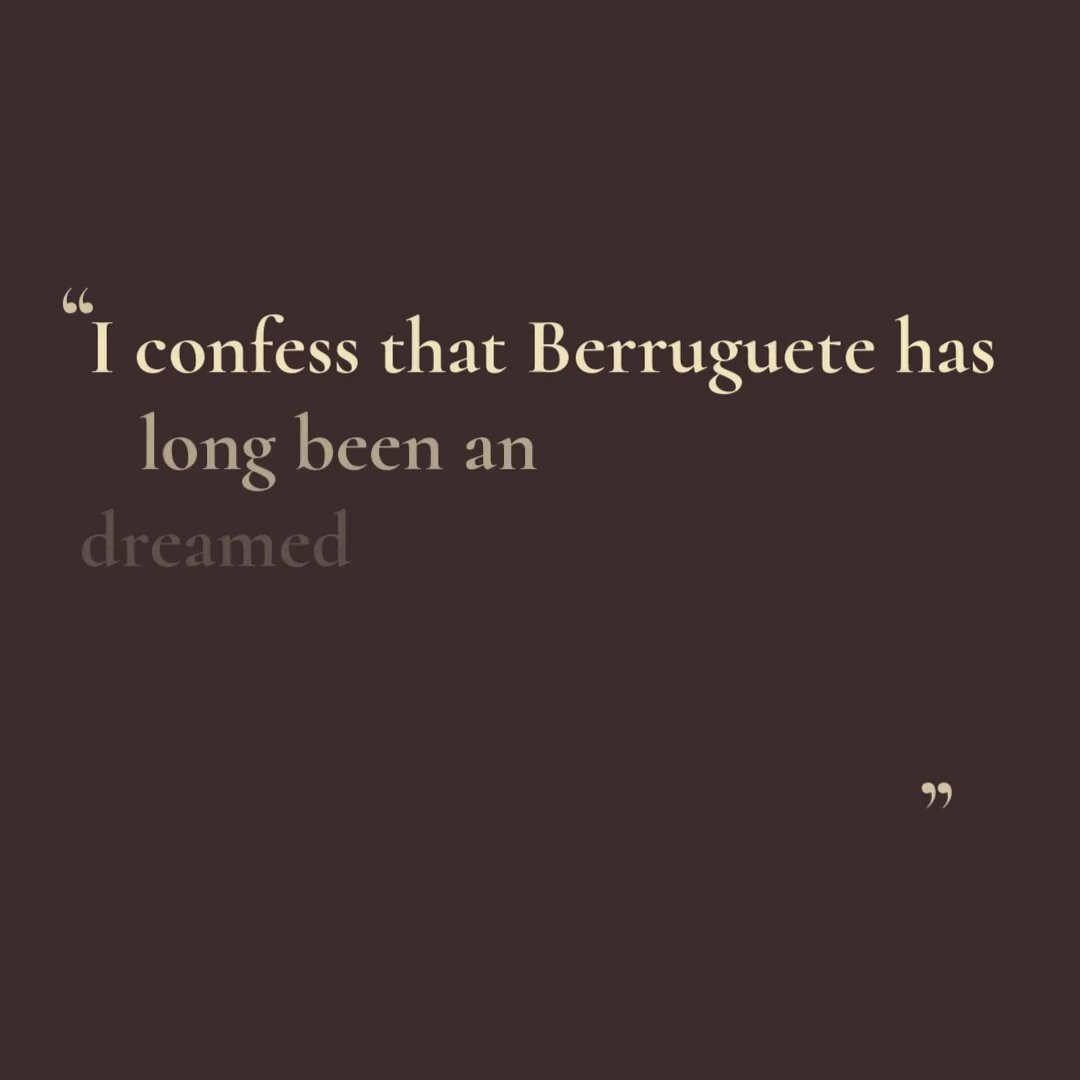 “I confess that Berruguete has
long been an
dreamed
”